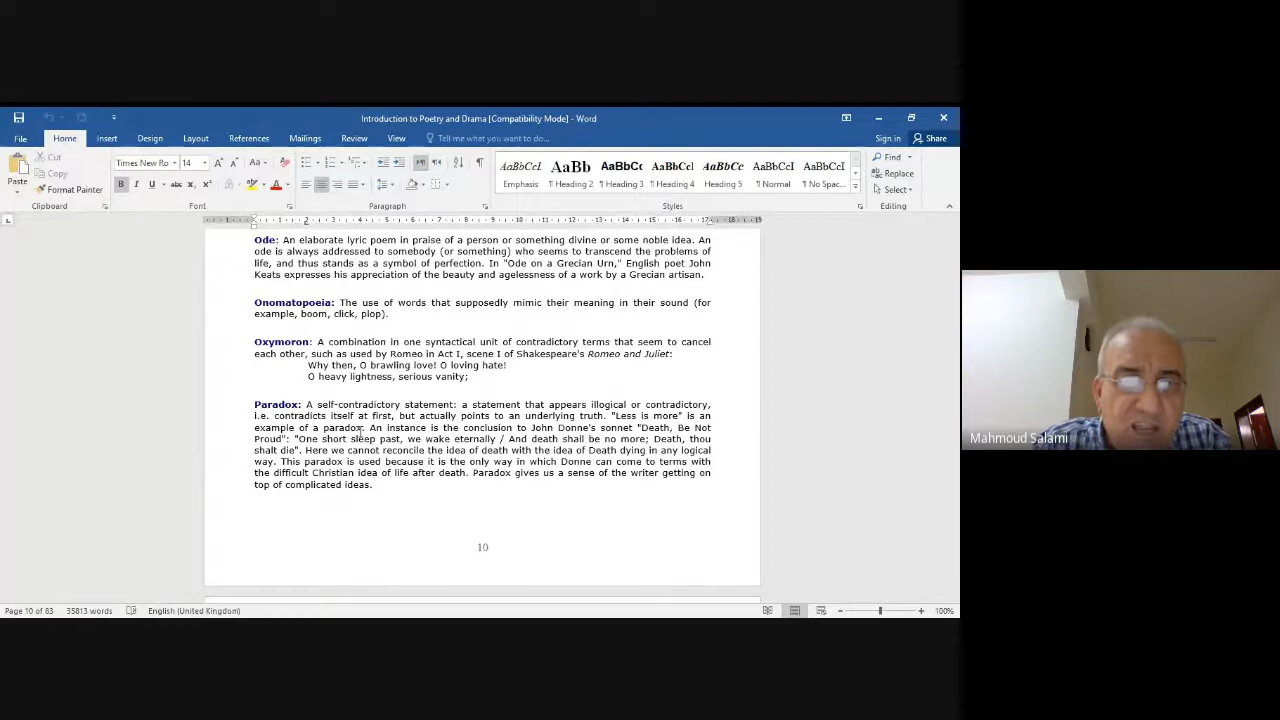 Introduction to Poetry and Drama [Compatibility Mode] - Word
File Home Insert Design Layout References Mailings Review View Tell me what you want to do... Sign in Share
Paste Cut Copy Format Painter Clipboard
Times New Ro 14 Font
Paragraph
AaBbCcI AaBb AaBbCc AaBbCcl AaBbCc AaBbCcI AaBbCcI
Emphasis ¶ Heading 2 ¶ Heading 3 ¶ Heading 4 Heading 5 ¶ Normal ¶ No Spac...
Styles
Find
Replace
Select
Editing
Ode: An elaborate lyric poem in praise of a person or something divine or some noble idea. An
ode is always addressed to somebody (or something) who seems to transcend the problems of
life, and thus stands as a symbol of perfection. In "Ode on a Grecian Urn," English poet John
Keats expresses his appreciation of the beauty and agelessness of a work by a Grecian artisan.
Onomatopoeia: The use of words that supposedly mimic their meaning in their sound (for
example, boom, click, plop).
Oxymoron: A combination in one syntactical unit of contradictory terms that seem to cancel
each other, such as used by Romeo in Act I, scene I of Shakespeare's Romeo and Juliet:
Why then, O brawling love! O loving hate!
O heavy lightness, serious vanity;
Paradox: A self-contradictory statement: a statement that appears illogical or contradictory,
i.e. contradicts itself at first, but actually points to an underlying truth. "Less is more" is an
example of a paradox. An instance is the conclusion to John Donne's sonnet "Death, Be Not
Proud": "One short sleep past, we wake eternally / And death shall be no more; Death, thou
shalt die". Here we cannot reconcile the idea of death with the idea of Death dying in any logical
way. This paradox is used because it is the only way in which Donne can come to terms with
the difficult Christian idea of life after death. Paradox gives us a sense of the writer getting on
top of complicated ideas.
10
Page 10 of 83 35813 words English (United Kingdom) 100%
Mahmoud Salami